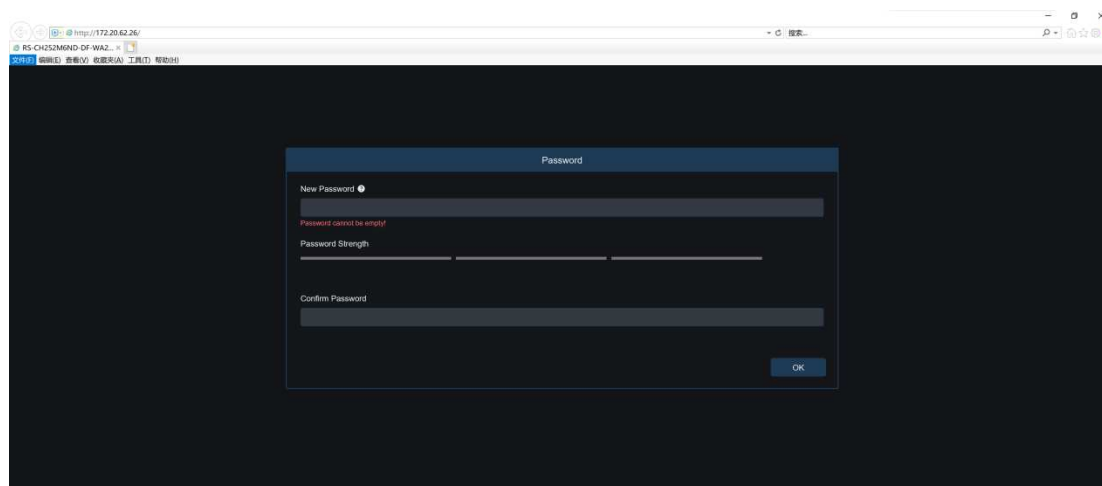 http://172.20.62.26/
搜索...
RS-CH252M6ND-DF-WA2...
文件(F) 编辑(E) 查看(V) 收藏夹(A) 工具(T) 帮助(H)
Password
New Password
Password cannot be empty!
Password Strength
Confirm Password
OK